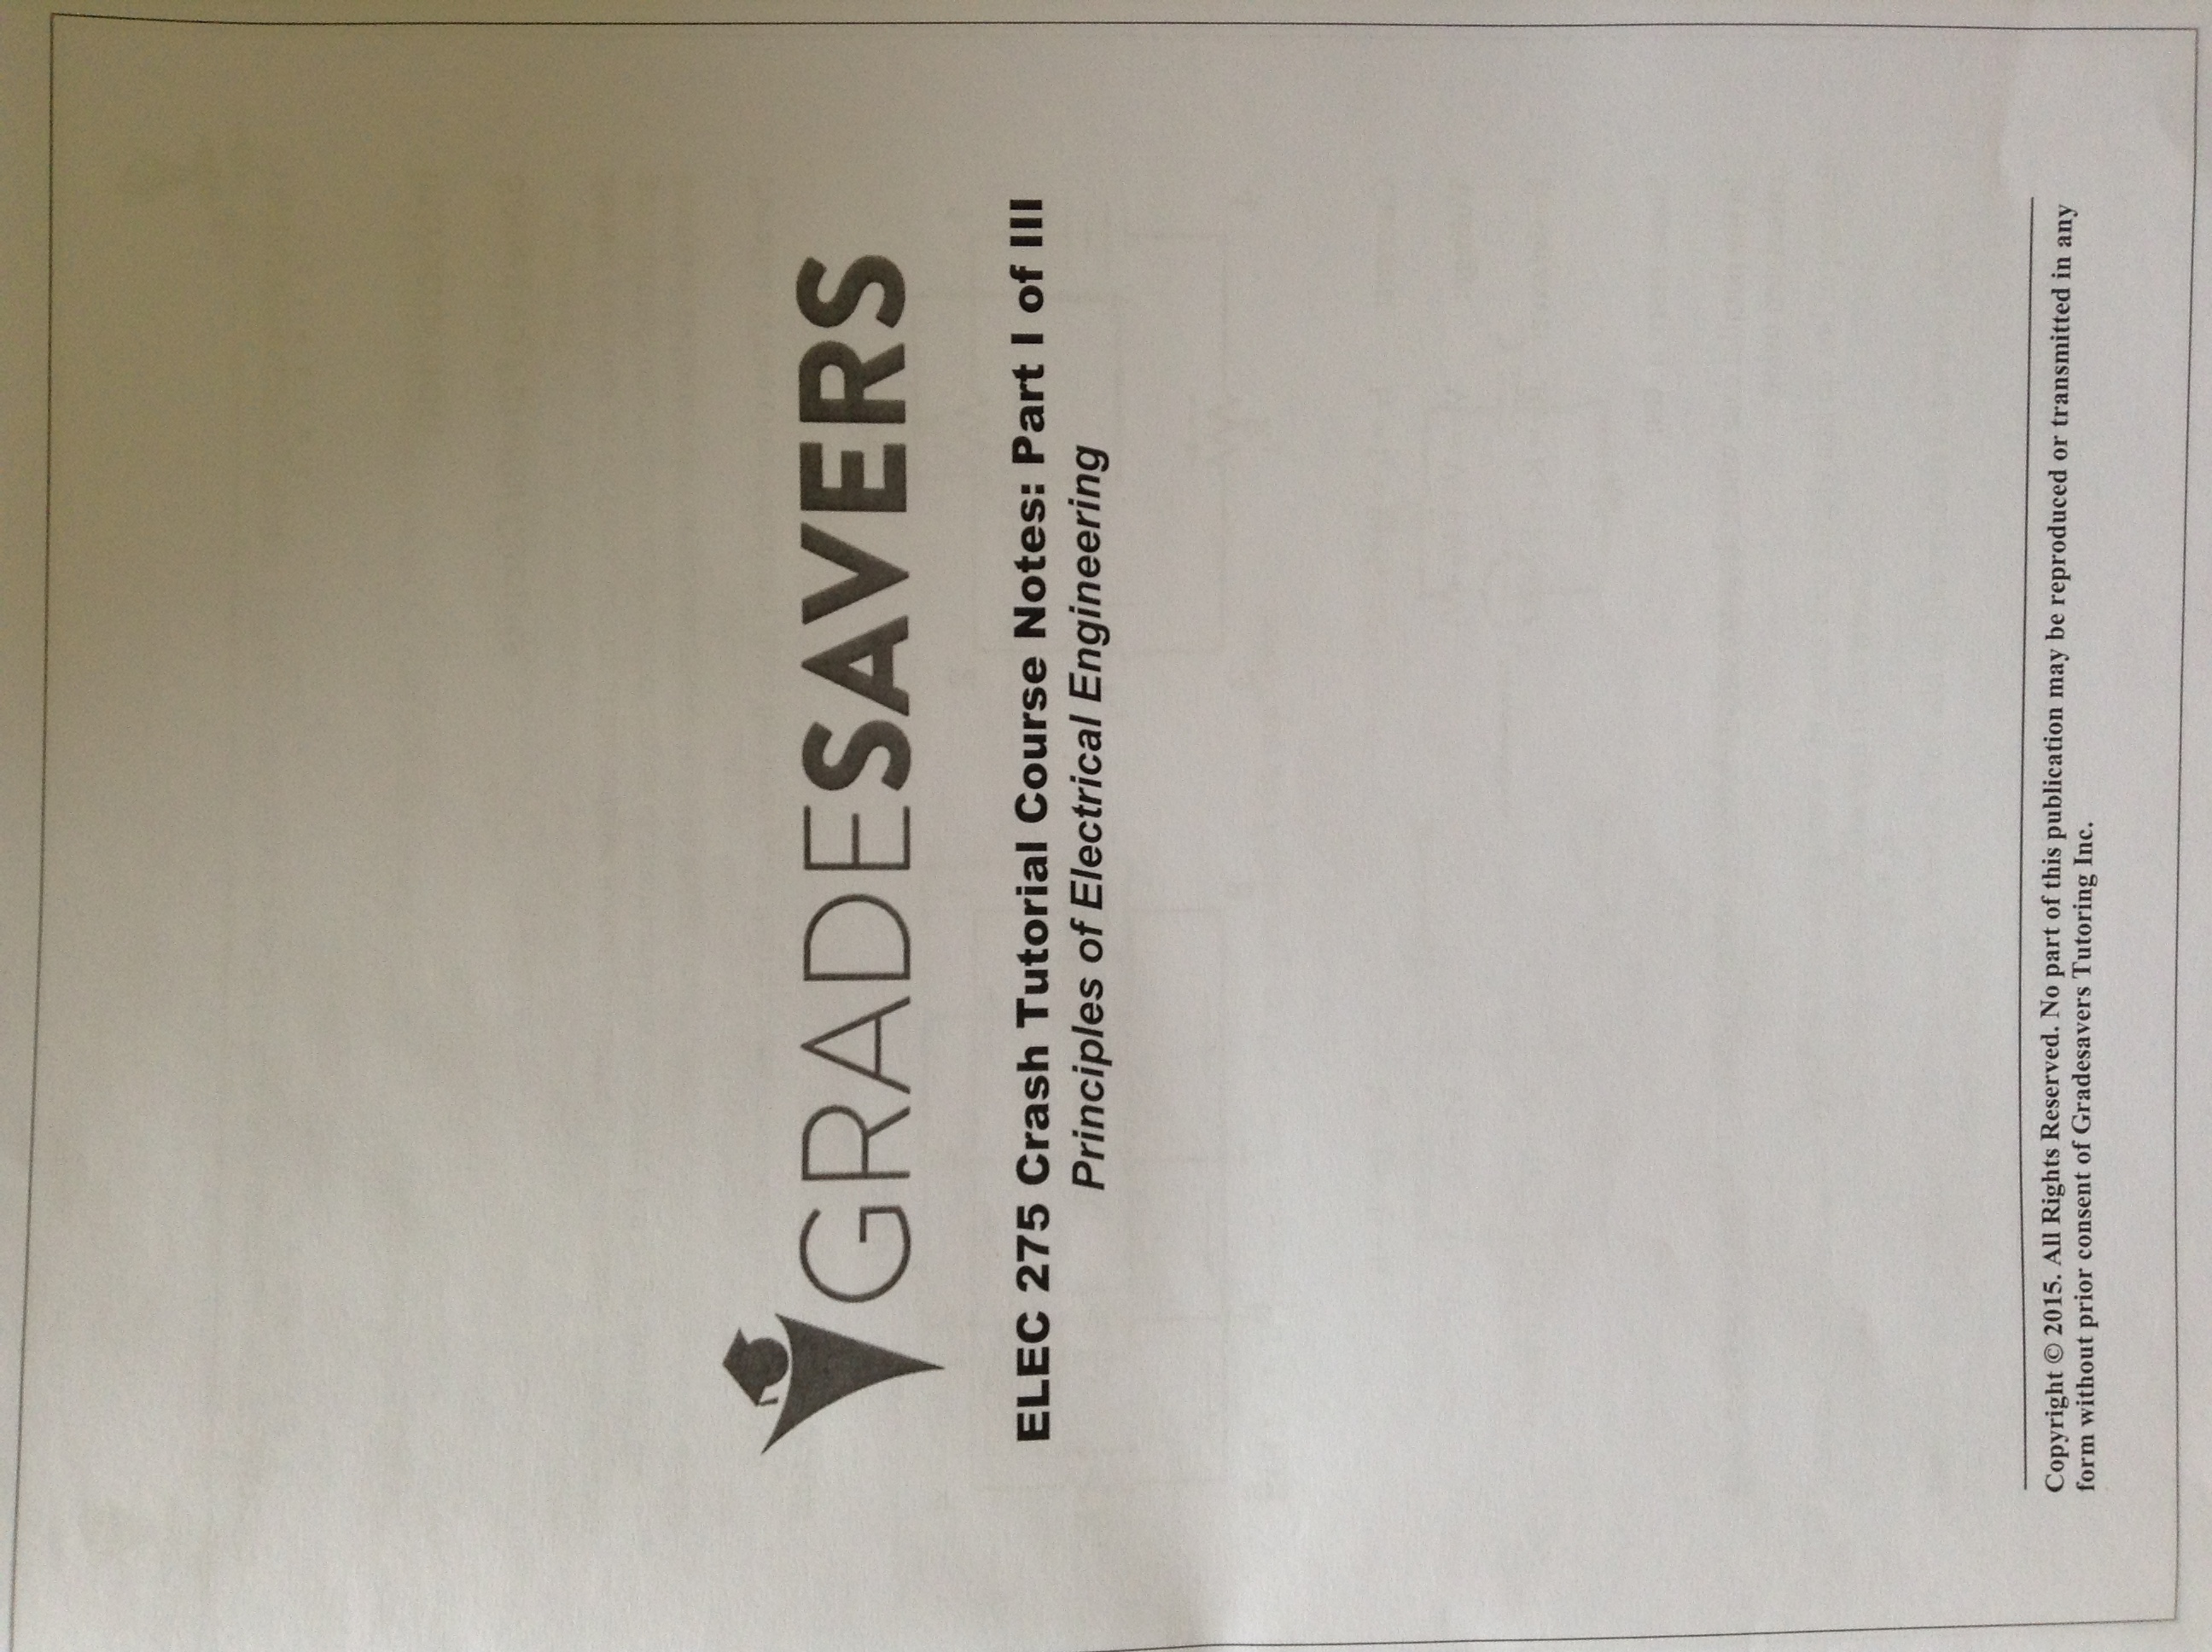 GRADESAVERS
ELEC 275 Crash Tutorial Course Notes: Part I of III
Principles of Electrical Engineering
Copyright © 2015. All Rights Reserved. No part of this publication may be reproduced or transmitted in any
form without prior consent of Gradesavers Tutoring Inc.